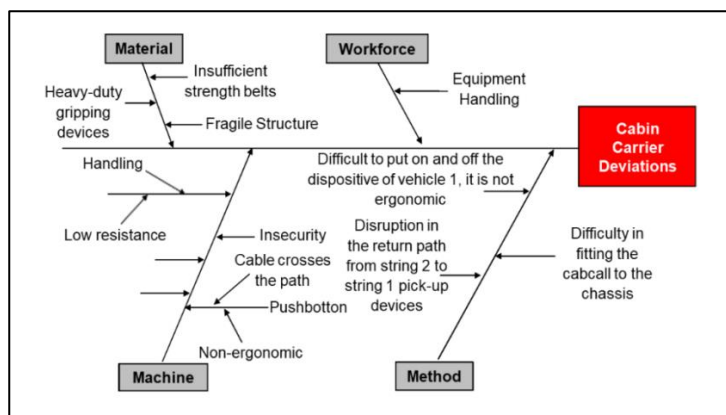 Material
Workforce
Insufficient
strength belts
Heavy-duty
gripping
devices
Fragile Structure
Equipment
Handling
Cabin
Carrier
Deviations
Handling
Low resistance
Insecurity
Cable crosses
the path
Pushbotton
Non-ergonomic
Difficult to put on and off the
dispositive of vehicle 1, it is not
ergonomic
Disruption in
the return path
from string 2 to
string 1 pick-up
devices
Difficulty in
fitting the
cabcall to the
chassis
Machine
Method